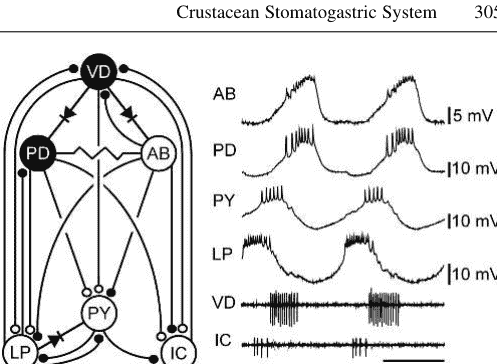 Crustacean Stomatogastric System 305
VD
PD
AB
PY
LP
IC
AB
5 mV
PD
10 mV
PY
10 mV
LP
10 mV
VD
IC